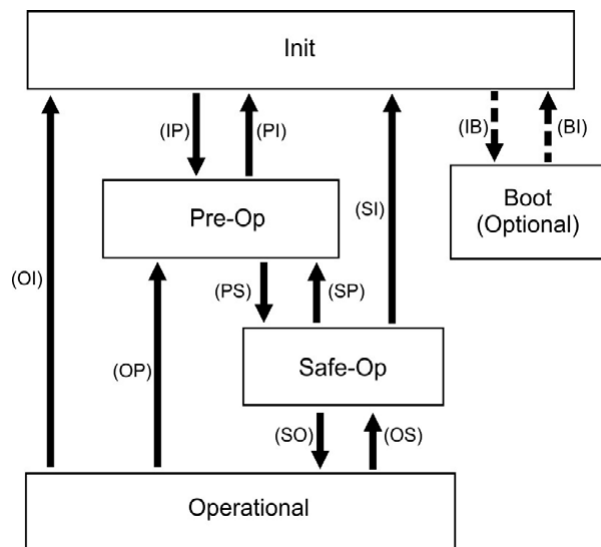 Init
(IP)
(PI)
(IB)
(BI)
Pre-Op
(SI)
Boot
(Optional)
(OI)
(PS)
(SP)
(OP)
Safe-Op
(SO)
(OS)
Operational